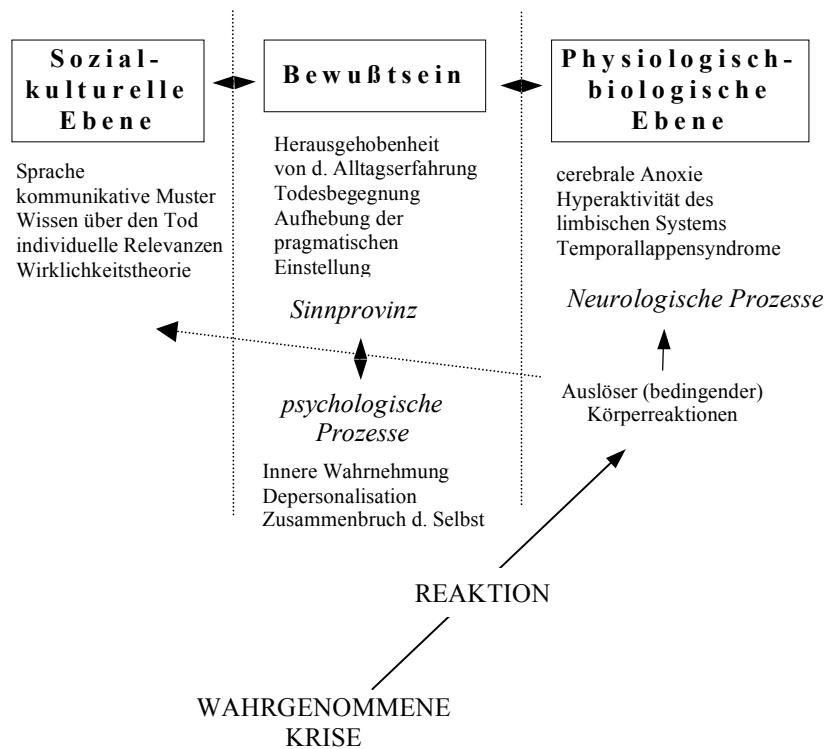 Sozial-
kulturelle
Ebene
Sprache
kommunikative Muster
Wissen über den Tod
individuelle Relevanzen
Wirklichkeitstheorie
Bewußtsein
Herausgehobenheit
von d. Alltagserfahrung
Todesbegegnung
Aufhebung der
pragmatischen
Einstellung
Sinnprovinz
psychologische
Prozesse
Innere Wahrnehmung
Depersonalisation
Zusammenbruch d. Selbst
Physiologisch-
biologische
Ebene
cerebrale Anoxie
Hyperaktivität des
limbischen Systems
Temporallappensyndrome
Neurologische Prozesse
Auslöser (bedingender)
Körperreaktionen
REAKTION
WAHRGENOMMENE
KRISE